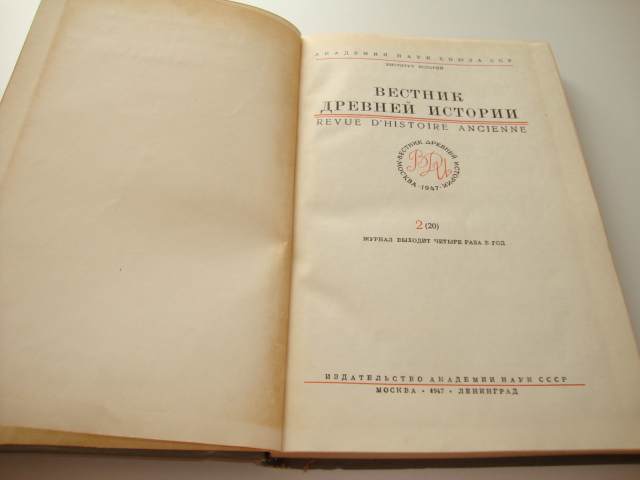 АКАДЕМИЯ НАУК СОЮЗА ССР
ИНСТИТУТ ИСТОРИИ
ВЕСТНИК
ДРЕВНЕЙ ИСТОРИИ
REVUE D'HISTOIRE ANCIENNE
ВЕСТНИК ДРЕВНЕЙ ИСТОРИИ
ВДИ
МОСКВА · 1947 ·
2 (20)
ЖУРНАЛ ВЫХОДИТ ЧЕТЫРЕ РАЗА В ГОД
ИЗДАТЕЛЬСТВО АКАДЕМИИ НАУК СССР
МОСКВА • 1947 • ЛЕНИНГРАД